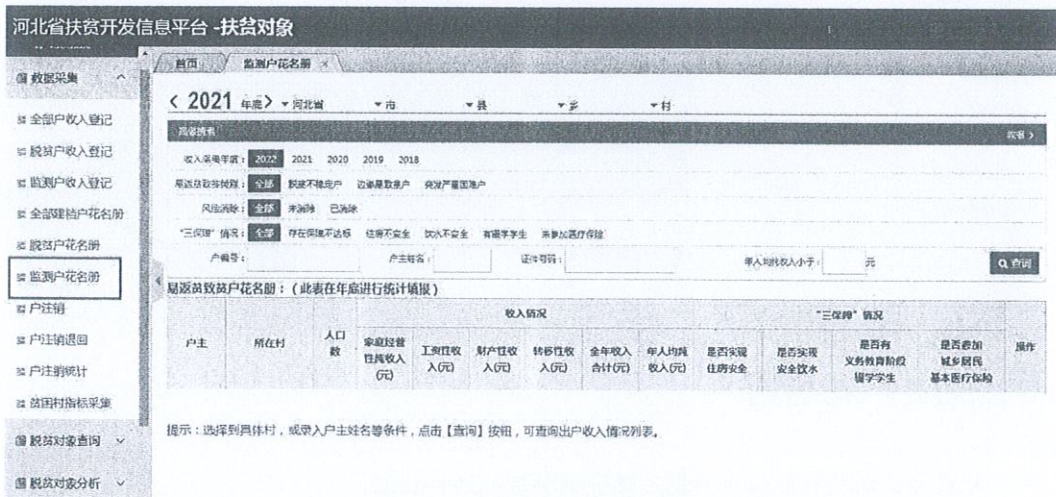 河北省扶贫开发信息平台 -扶贫对象
首页 监测户花名册 ×
数据采集
全部户收入登记
脱贫户收入登记
监测户收入登记
全部建档户花名册
脱贫户花名册
监测户花名册
户注销
户注销退回
户注销统计
贫困村指标采集
脱贫对象查询
脱贫对象分析
< 2021 年底> 河北省 市 县 乡 村
收起 >
收入采集年度： 2022 2021 2020 2019 2018
易返贫致贫类别： 全部 脱贫不稳定户 边缘易致贫户 突发严重困难户
风险消除： 全部 未消除 已消除
"三保障" 情况： 全部 存在保障不达标 住房不安全 饮水不安全 有辍学学生 未参加医疗保险
户编号： 户主姓名： 证件号码： 年人均纯收入小于： 元 查询
易返贫致贫户花名册：（此表在年底进行统计填报）
户主 所在村 人口数 收入情况 "三保障" 情况 操作
家庭经营性纯收入(元) 工资性收入(元) 财产性收入(元) 转移性收入(元) 全年收入合计(元) 年人均纯收入(元) 是否实现住房安全 是否实现安全饮水 是否有义务教育阶段辍学学生 是否参加城乡居民基本医疗保险
提示：选择到具体村，或录入户主姓名等条件，点击【查询】按钮，可查询出户收入情况列表。